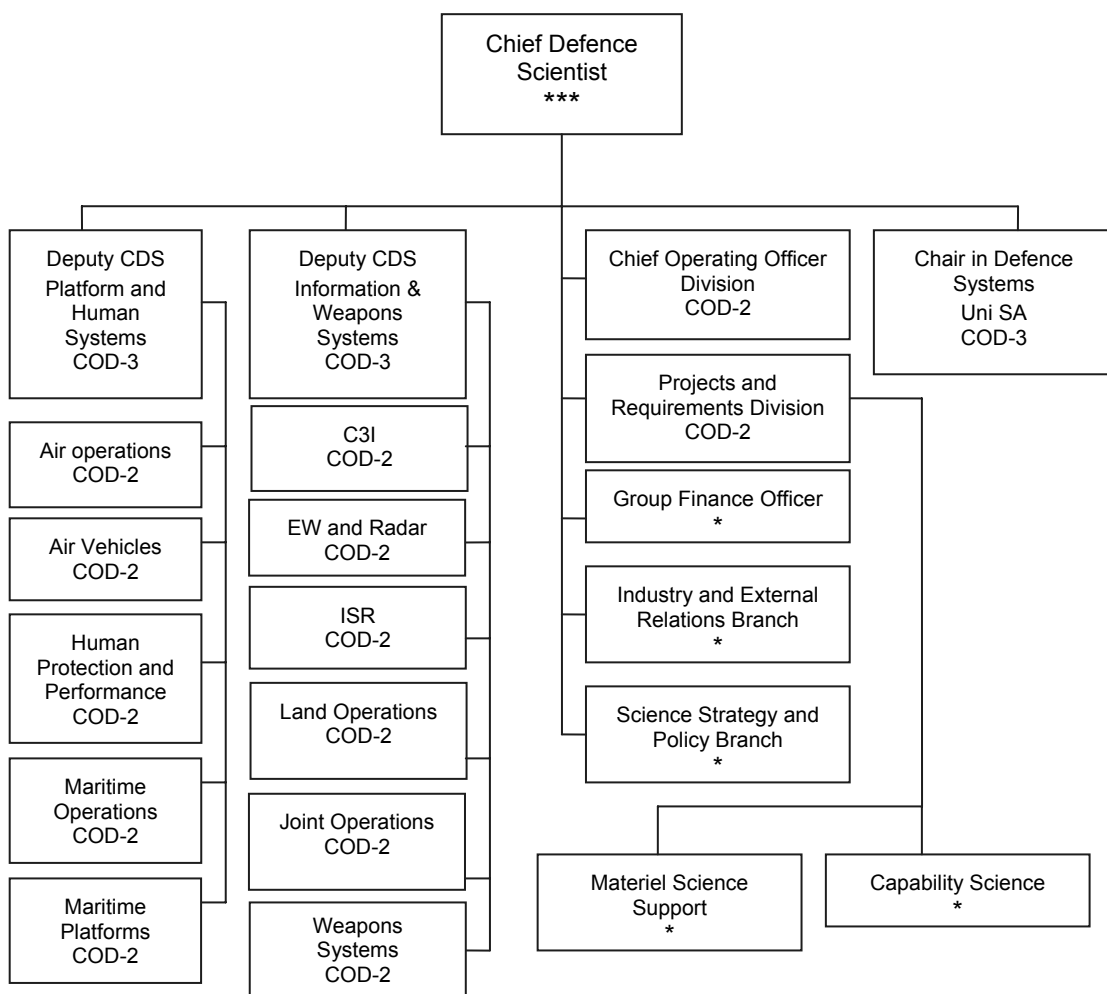 Chief Defence
Scientist
***
Deputy CDS
Platform and
Human
Systems
COD-3
Air operations
COD-2
Air Vehicles
COD-2
Human
Protection and
Performance
COD-2
Maritime
Operations
COD-2
Maritime
Platforms
COD-2
Deputy CDS
Information &
Weapons
Systems
COD-3
C3I
COD-2
EW and Radar
COD-2
ISR
COD-2
Land Operations
COD-2
Joint Operations
COD-2
Weapons
Systems
COD-2
Chief Operating Officer
Division
COD-2
Projects and
Requirements Division
COD-2
Group Finance Officer
*
Industry and External
Relations Branch
*
Science Strategy and
Policy Branch
*
Materiel Science
Support
*
Capability Science
*
Chair in Defence
Systems
Uni SA
COD-3